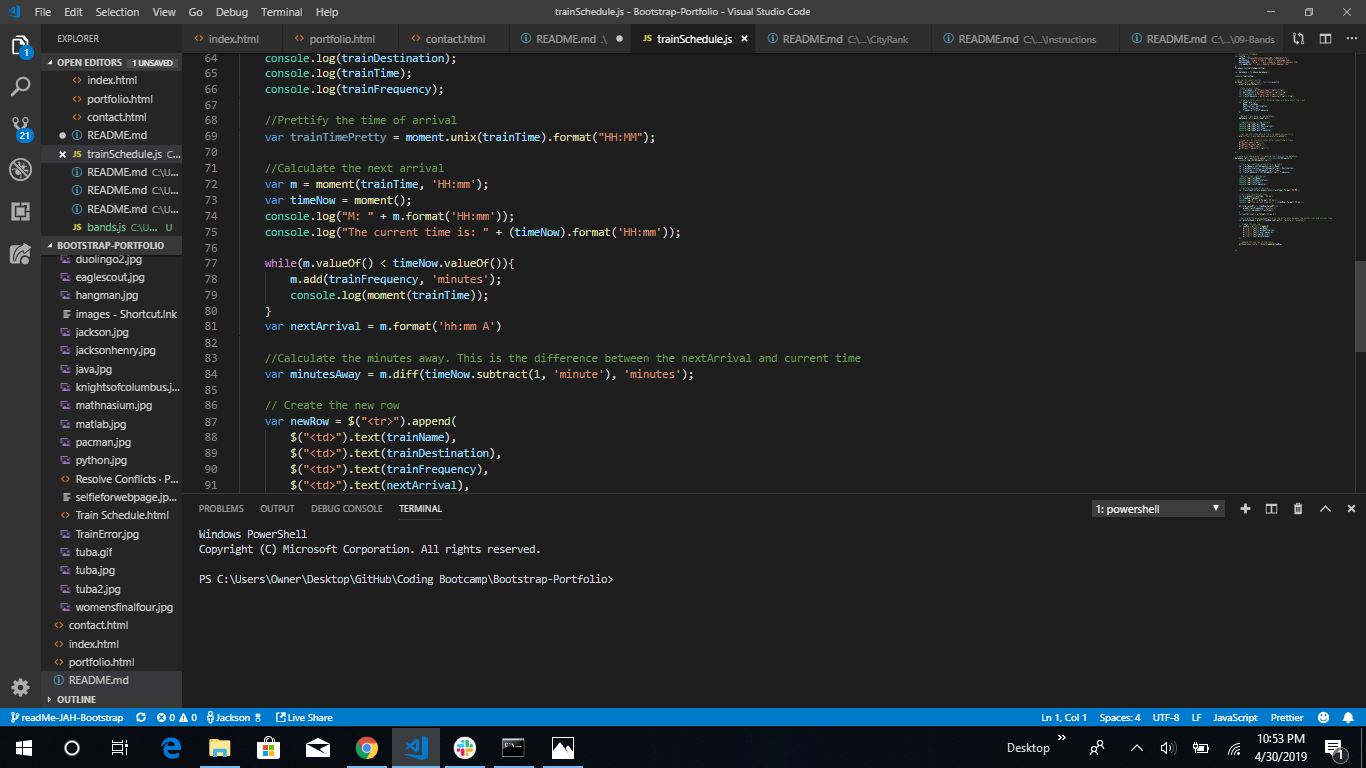 File Edit Selection View Go Debug Terminal Help
trainSchedule.js - Bootstrap-Portfolio - Visual Studio Code
EXPLORER
index.html portfolio.html contact.html README.md .\ trainSchedule.js README.md C:\...\CityRank README.md C:\...\Instructions README.md C:\...\09-Bands
OPEN EDITORS 1 UNSAVED
index.html
portfolio.html
contact.html
README.md
JS trainSchedule.js C...
README.md C:\U...
README.md C:\U...
README.md C:\U...
JS bands.js C:\U... U
BOOTSTRAP-PORTFOLIO
duolingo2.jpg
eaglescout.jpg
hangman.jpg
images - Shortcut.lnk
jackson.jpg
jacksonhenry.jpg
java.jpg
knightsofcolumbus.j...
mathnasium.jpg
matlab.jpg
pacman.jpg
python.jpg
Resolve Conflicts · P...
selfieforwebpage.jp...
Train Schedule.html
TrainError.jpg
tuba.gif
tuba.jpg
tuba2.jpg
womensfinalfour.jpg
contact.html
index.html
portfolio.html
README.md
OUTLINE
1
21
64 console.log(trainDestination);
65 console.log(trainTime);
66 console.log(trainFrequency);
67
68 //Prettify the time of arrival
69 var trainTimePretty = moment.unix(trainTime).format("HH:MM");
70
71 //Calculate the next arrival
72 var m = moment(trainTime, 'HH:mm');
73 var timeNow = moment();
74 console.log("M: " + m.format('HH:mm'));
75 console.log("The current time is: " + (timeNow).format('HH:mm'));
76
77 while(m.valueOf() < timeNow.valueOf()){
78 m.add(trainFrequency, 'minutes');
79 console.log(moment(trainTime));
80 }
81 var nextArrival = m.format('hh:mm A')
82
83 //Calculate the minutes away. This is the difference between the nextArrival and current time
84 var minutesAway = m.diff(timeNow.subtract(1, 'minute'), 'minutes');
85
86 // Create the new row
87 var newRow = $("<tr>").append(
88 $("<td>").text(trainName),
89 $("<td>").text(trainDestination),
90 $("<td>").text(trainFrequency),
91 $("<td>").text(nextArrival),
PROBLEMS OUTPUT DEBUG CONSOLE TERMINAL 1: powershell
Windows PowerShell
Copyright (C) Microsoft Corporation. All rights reserved.
PS C:\Users\Owner\Desktop\GitHub\Coding Bootcamp\Bootstrap-Portfolio>
readMe-JAH-Bootstrap 0 0 Jackson Live Share Ln 1, Col 1 Spaces: 4 UTF-8 LF JavaScript Prettier
Desktop
10:53 PM
4/30/2019
1